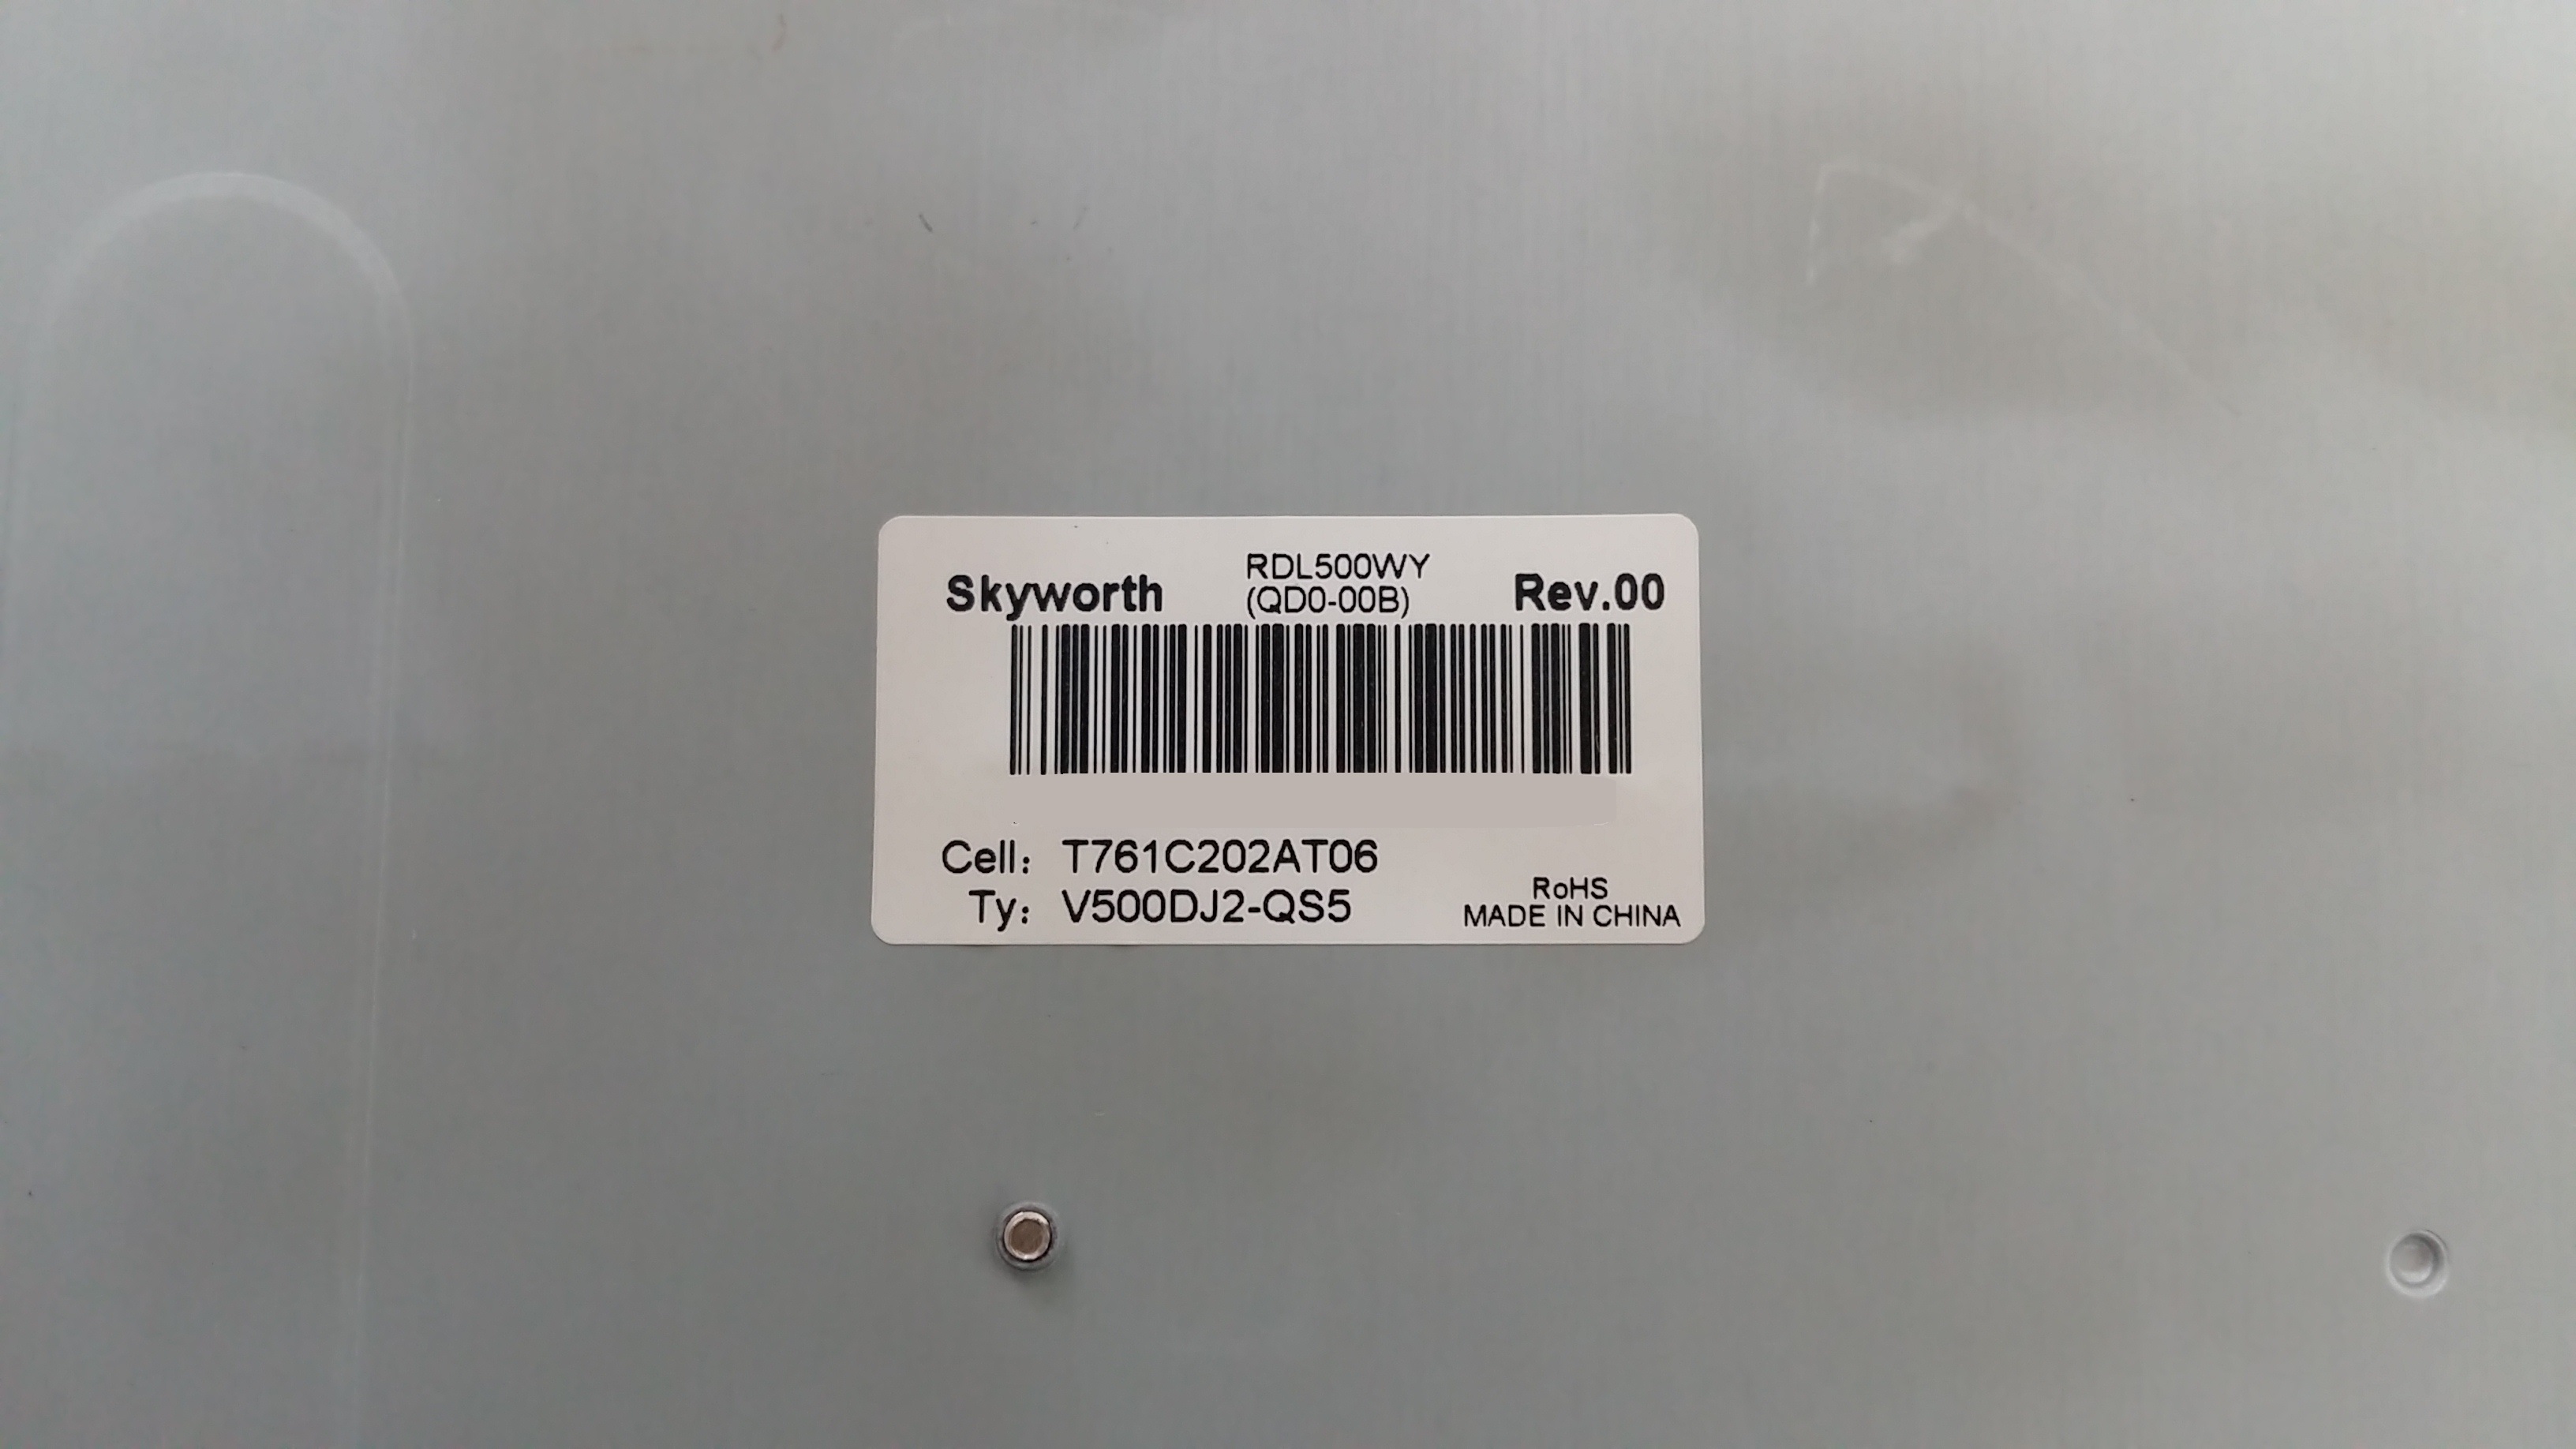 Skyworth RDL500WY (QD0-00B) Rev.00
Cell: T761C202AT06
Ty: V500DJ2-QS5
RoHS
MADE IN CHINA